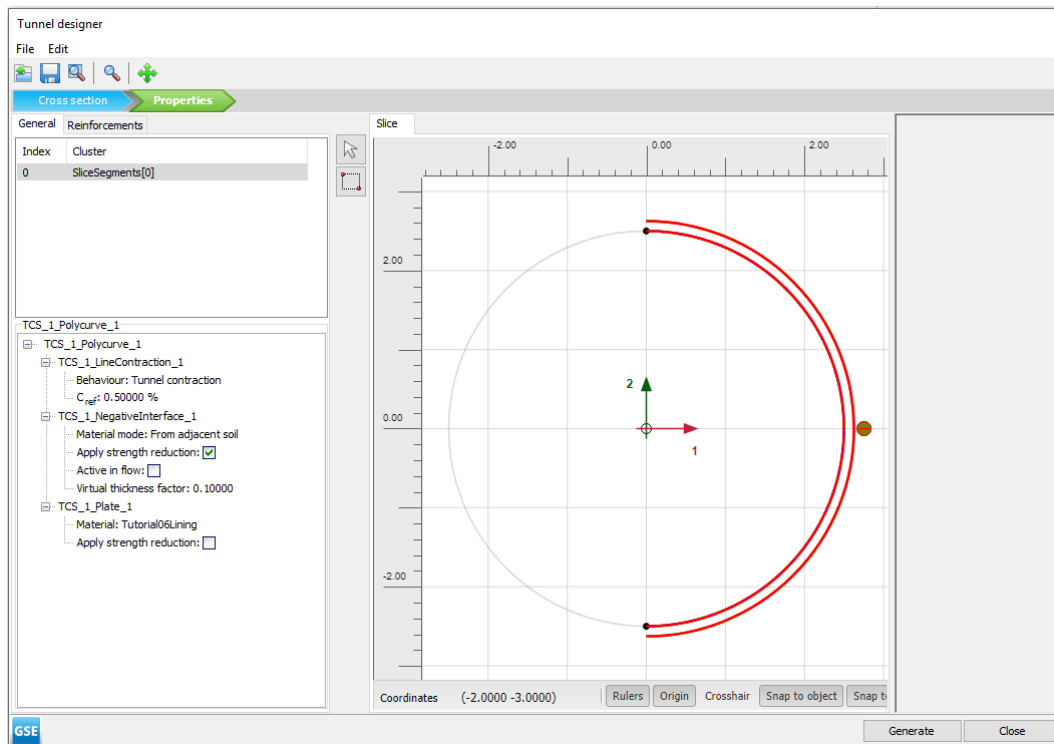 Tunnel designer
File Edit
Cross section Properties
General Reinforcements
Index Cluster
0 SliceSegments[0]
TCS_1_Polycurve_1
TCS_1_Polycurve_1
TCS_1_LineContraction_1
Behaviour: Tunnel contraction
Cref: 0.50000 %
TCS_1_NegativeInterface_1
Material mode: From adjacent soil
Apply strength reduction:
Active in flow:
Virtual thickness factor: 0.10000
TCS_1_Plate_1
Material: Tutorial06Lining
Apply strength reduction:
Slice
-2.00 0.00 2.00
2.00
0.00
-2.00
2
1
Coordinates (-2.0000 -3.0000) Rulers Origin Crosshair Snap to object Snap to
GSE
Generate Close